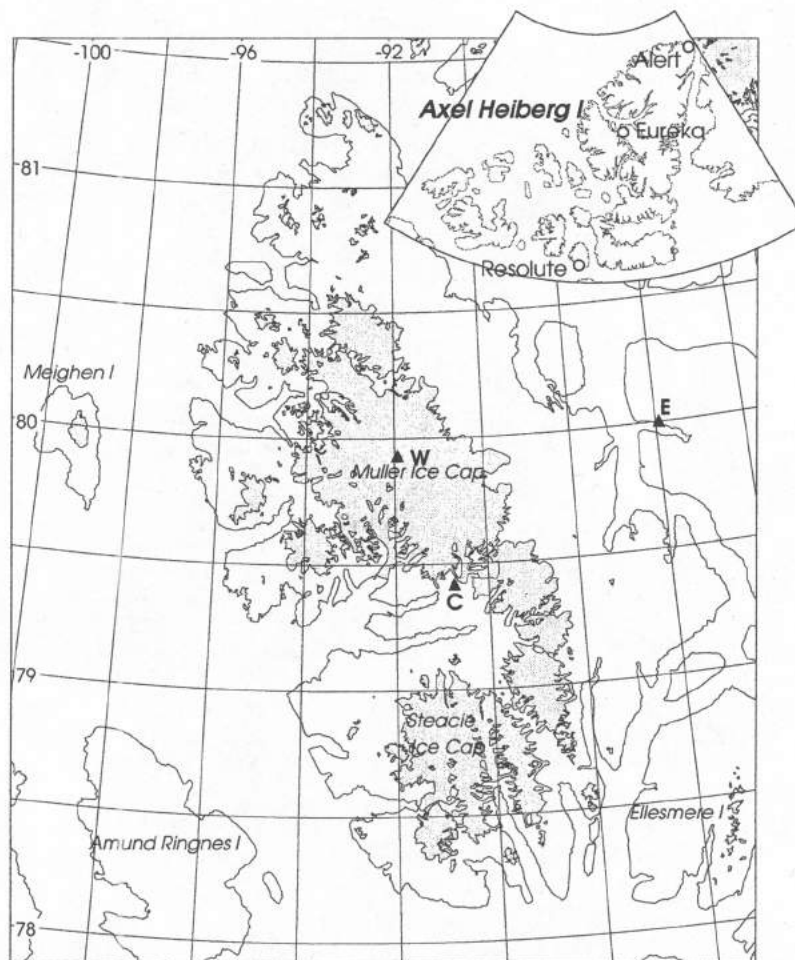 -100
-96
-92
Alert
Axel Heiberg I
Eureka
81
Resolute
Meighen I
80
E
W
Muller Ice Cap
C
79
Steacie
Ice Cap
Ellesmere I
Amund Ringnes I
78